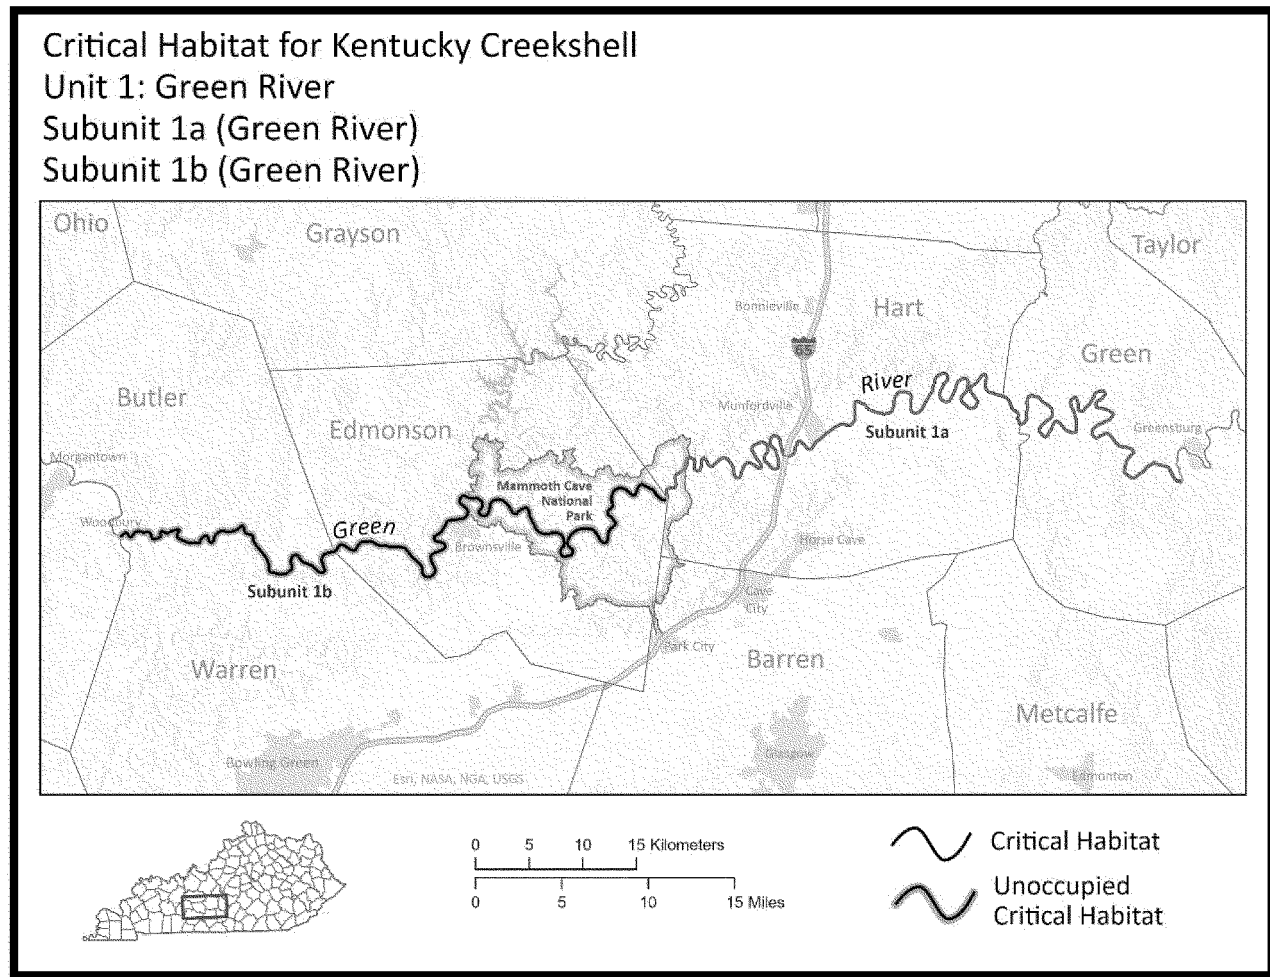 Critical Habitat for Kentucky Creekshell
Unit 1: Green River
Subunit 1a (Green River)
Subunit 1b (Green River)
Ohio
Grayson
Taylor
Bonnieville
Hart
65
Green
Butler
River
Munfordville
Edmonson
Subunit 1a
Greensburg
Morgantown
Mammoth Cave
National
Park
Woodbury
Green
Brownsville
Horse Cave
Subunit 1b
Cave
City
Park City
Warren
Barren
Metcalfe
Bowling Green
Glasgow
Esri, NASA, NGA, USGS
Edmonton
0 5 10 15 Kilometers
0 5 10 15 Miles
Critical Habitat
Unoccupied
Critical Habitat